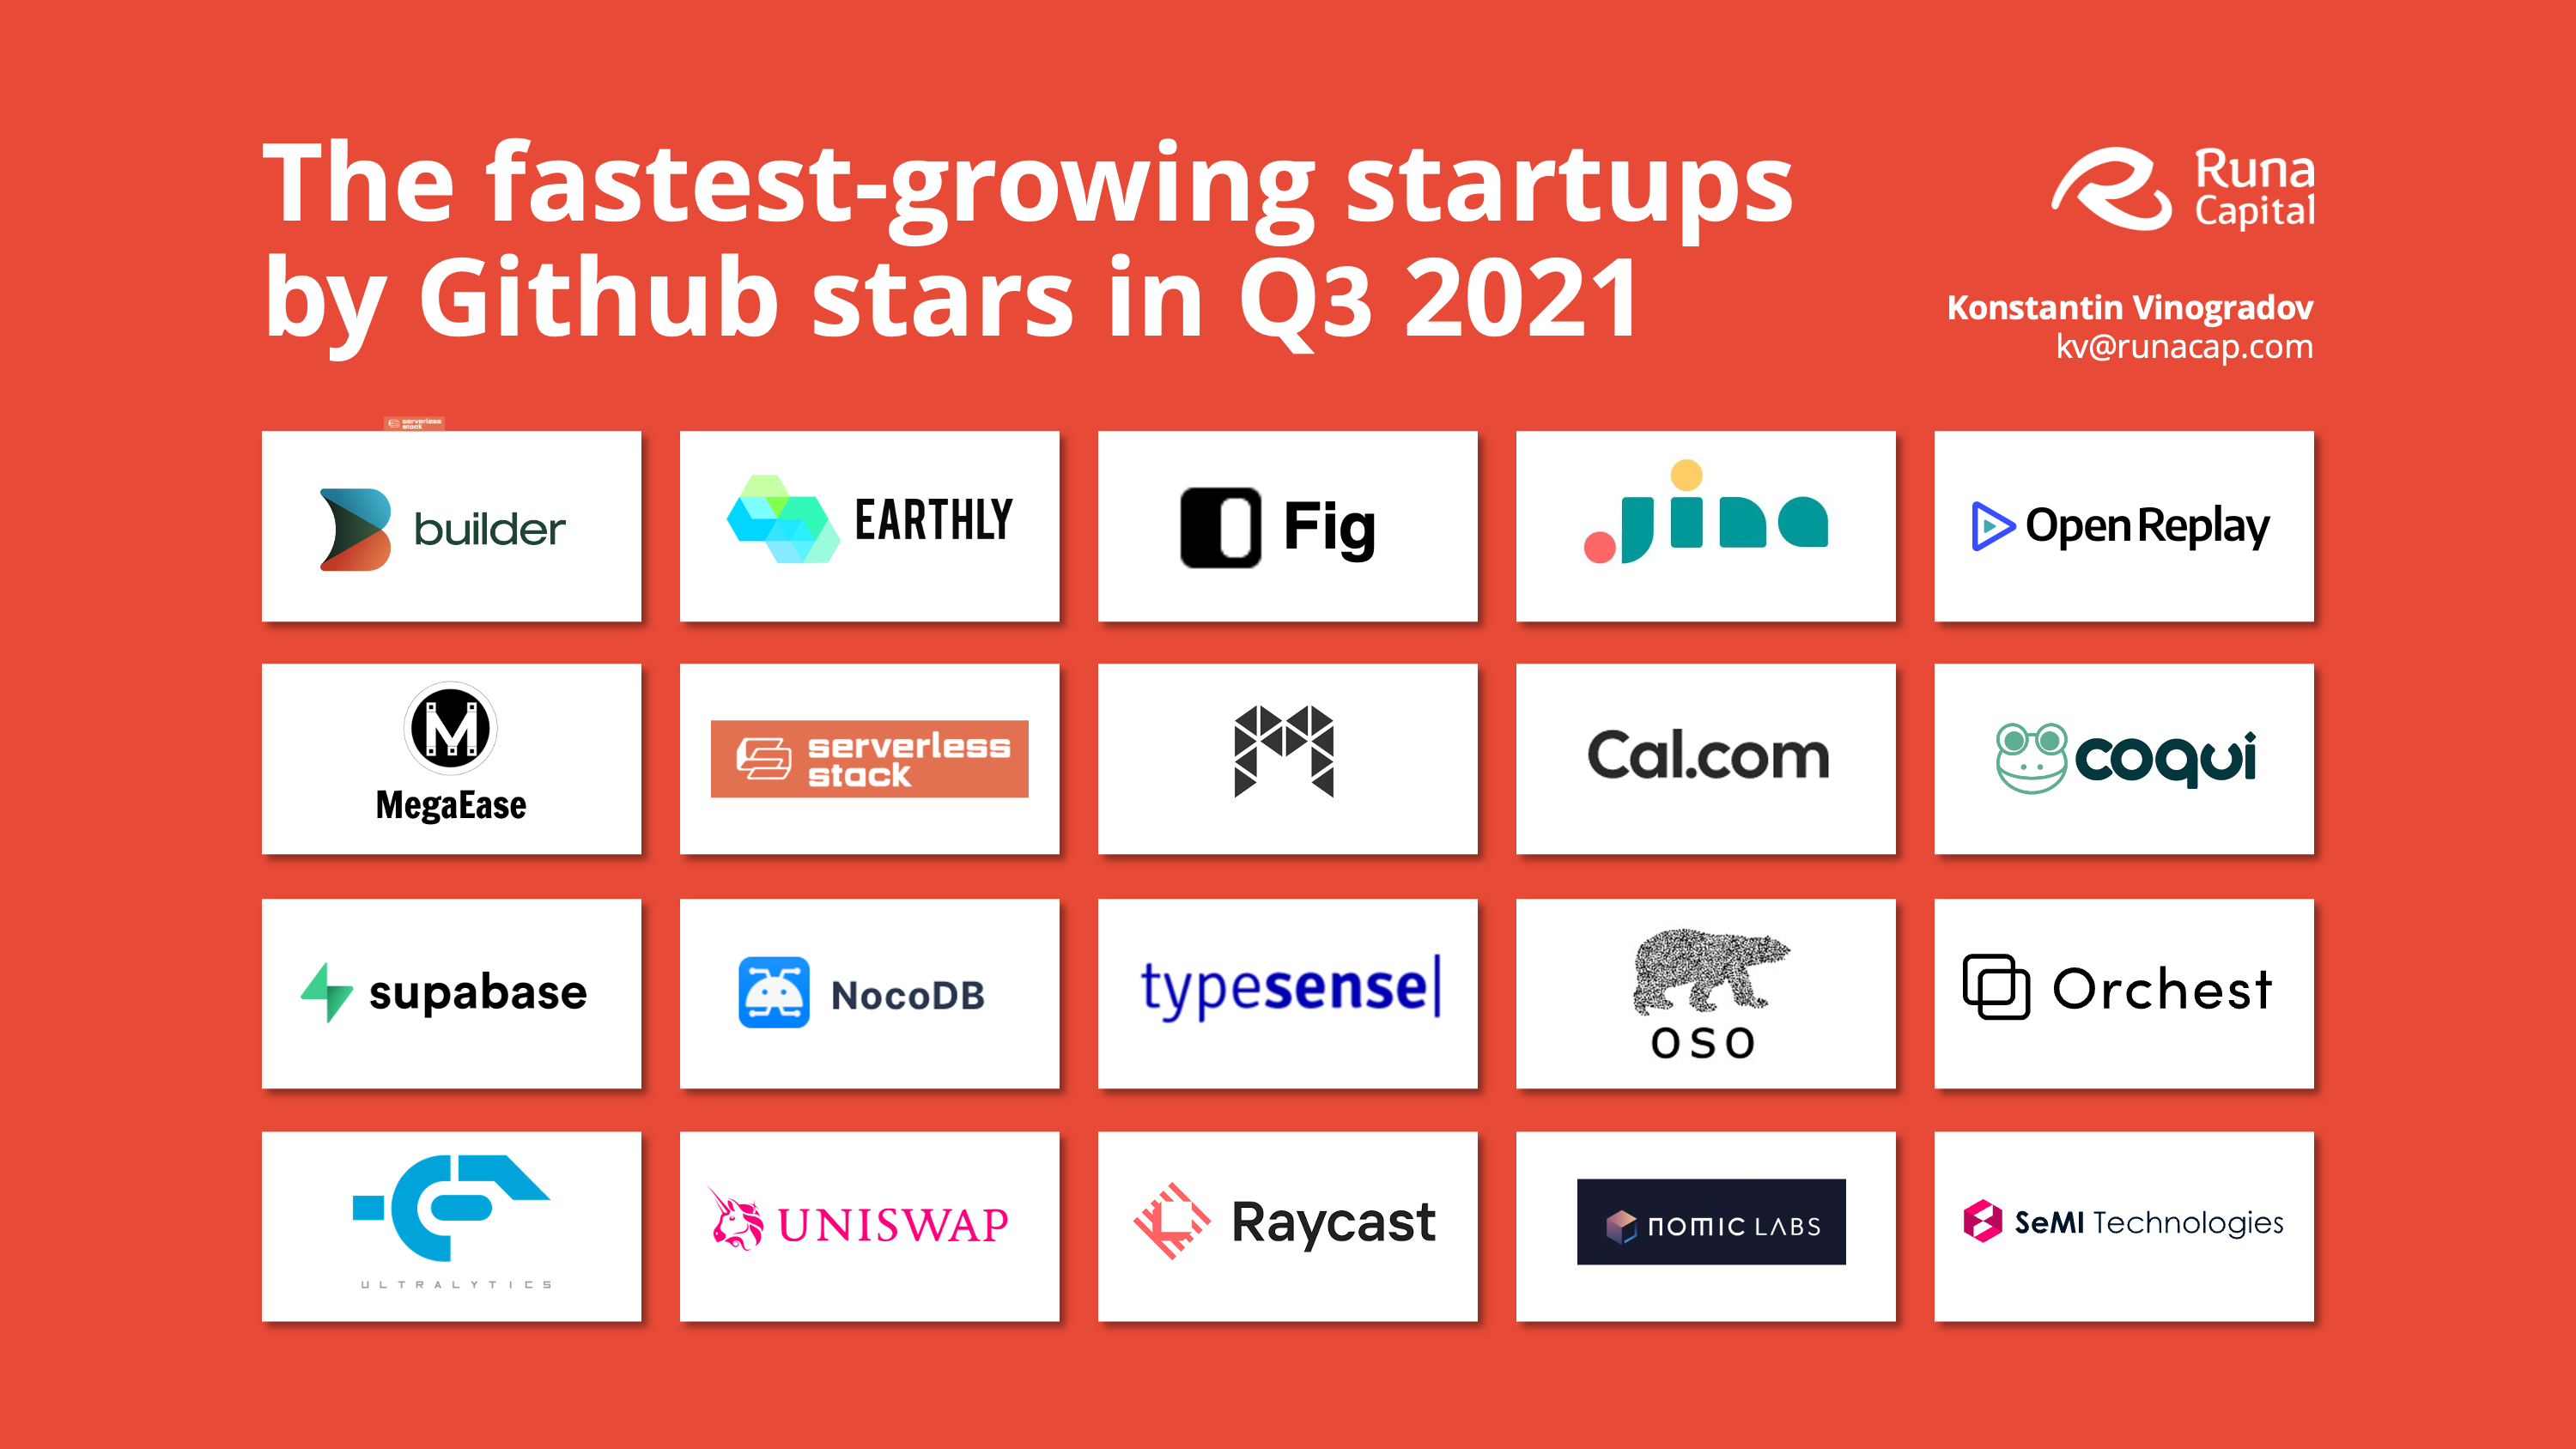 The fastest-growing startups
by Github stars in Q3 2021
Runa
Capital
Konstantin Vinogradov
kv@runacap.com
serverless
stack
builder
EARTHLY
Fig
.jina
OpenReplay
M
MegaEase
serverless
stack
Cal.com
coqui
supabase
NocoDB
typesense|
oso
Orchest
ULTRALYTICS
UNISWAP
Raycast
NOMIC LABS
SeMI Technologies